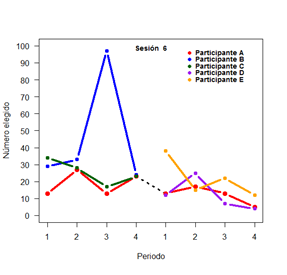 Sesión 6
Participante A
Participante B
Participante C
Participante D
Participante E
Número elegido
100
90
80
70
60
50
40
30
20
10
0
1 2 3 4 1 2 3 4
Periodo